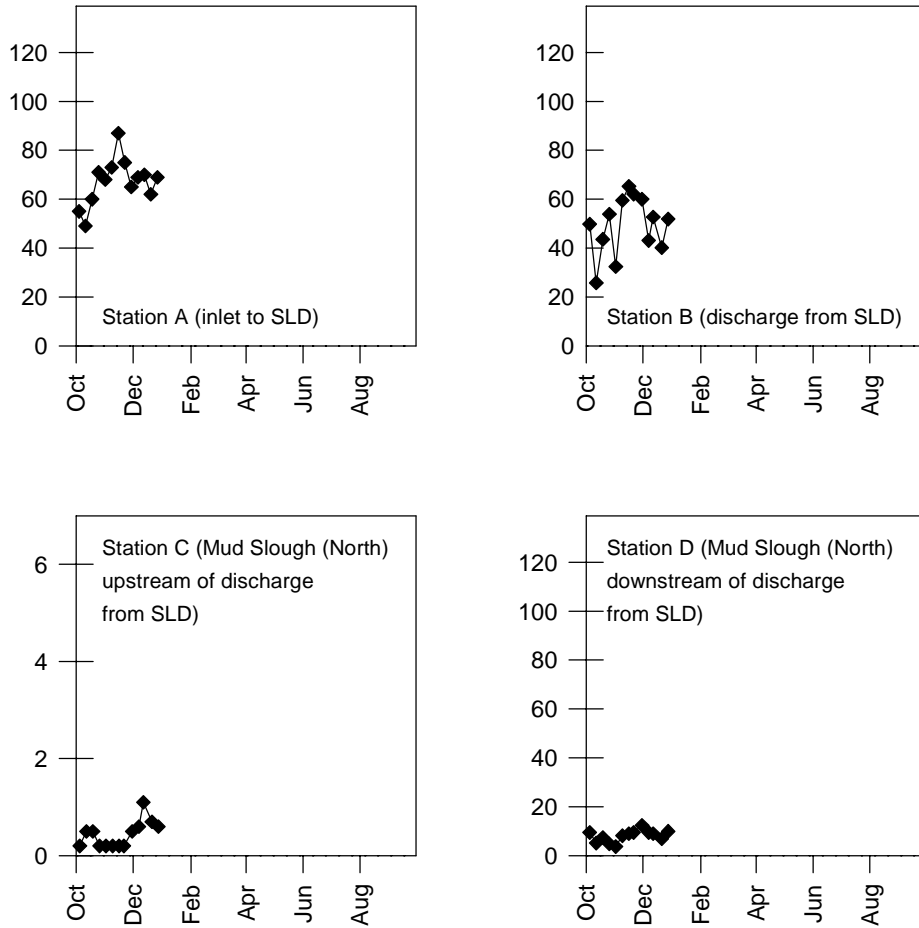 120
100
80
60
40
20
0
Station A (inlet to SLD)
Oct
Dec
Feb
Apr
Jun
Aug
120
100
80
60
40
20
0
Station B (discharge from SLD)
Oct
Dec
Feb
Apr
Jun
Aug
6
4
2
0
Station C (Mud Slough (North)
upstream of discharge
from SLD)
Oct
Dec
Feb
Apr
Jun
Aug
120
100
80
60
40
20
0
Station D (Mud Slough (North)
downstream of discharge
from SLD)
Oct
Dec
Feb
Apr
Jun
Aug